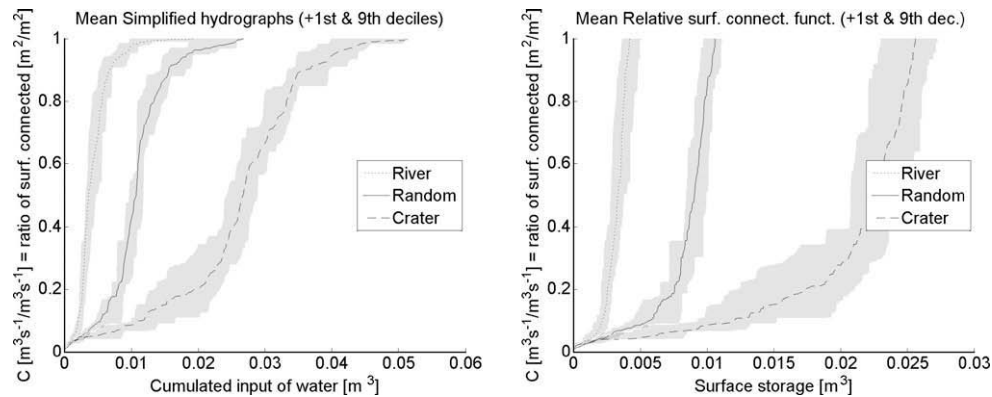 Mean Simplified hydrographs (+1st & 9th deciles)
C [m³s⁻¹/m³s⁻¹] = ratio of surf. connected [m²/m²]
1
0.8
0.6
0.4
0.2
0
River
Random
Crater
0 0.01 0.02 0.03 0.04 0.05 0.06
Cumulated input of water [m³]
Mean Relative surf. connect. funct. (+1st & 9th dec.)
C [m³s⁻¹/m³s⁻¹] = ratio of surf. connected [m²/m²]
1
0.8
0.6
0.4
0.2
0
River
Random
Crater
0 0.005 0.01 0.015 0.02 0.025 0.03
Surface storage [m³]